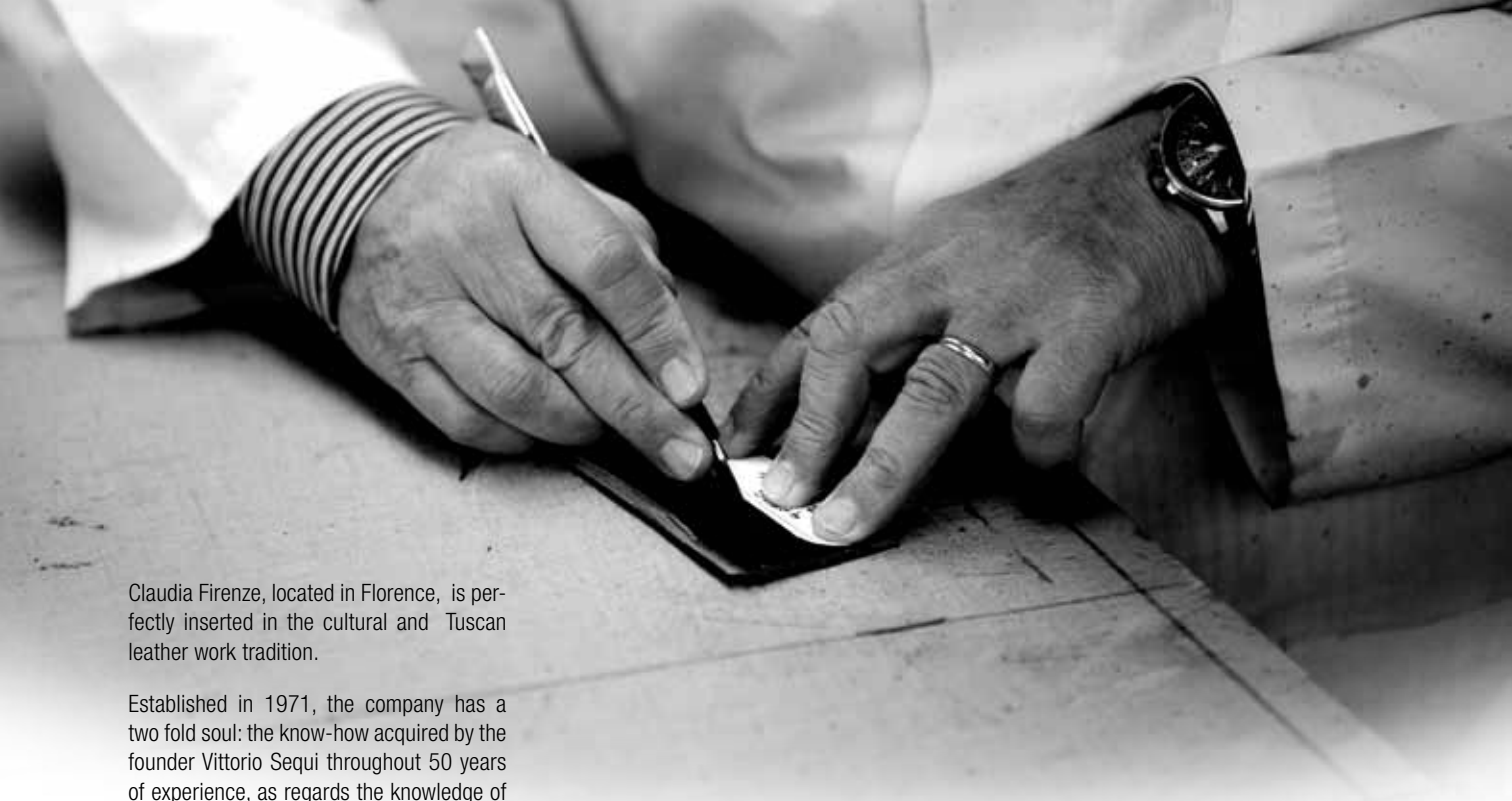 Claudia Firenze, located in Florence, is per-
fectly inserted in the cultural and Tuscan
leather work tradition.
Established in 1971, the company has a
two fold soul: the know-how acquired by the
founder Vittorio Sequi throughout 50 years
of experience, as regards the knowledge of